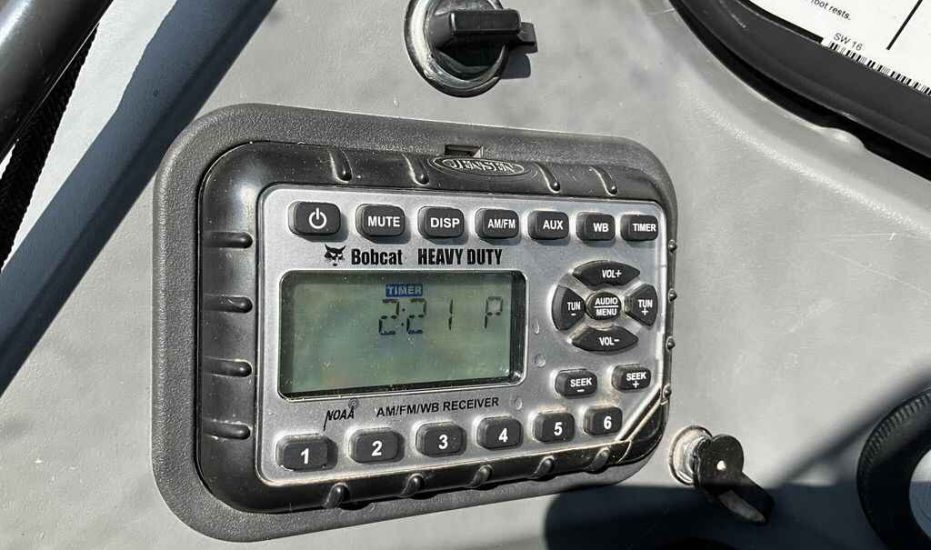 foot rests.
SW 16
JENSEN
MUTE DISP AM/FM AUX WB TIMER
Bobcat HEAVY DUTY
TIMER
2:21 P
VOL+
TUN -
AUDIO MENU
TUN +
VOL-
SEEK -
SEEK +
NOAA AM/FM/WB RECEIVER
1 2 3 4 5 6